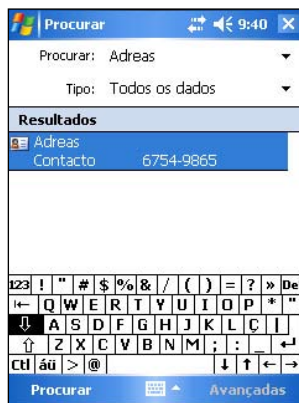 Procurar 9:40
Procurar: Adreas
Tipo: Todos os dados
Resultados
Adreas
Contacto 6754-9865
123 ! " # $ % & / ( ) = ? » De
Q W E R T Y U I O P * "
A S D F G H J K L Ç |
Z X C V B N M ; : _
Ctl áü > @
Procurar Avançadas